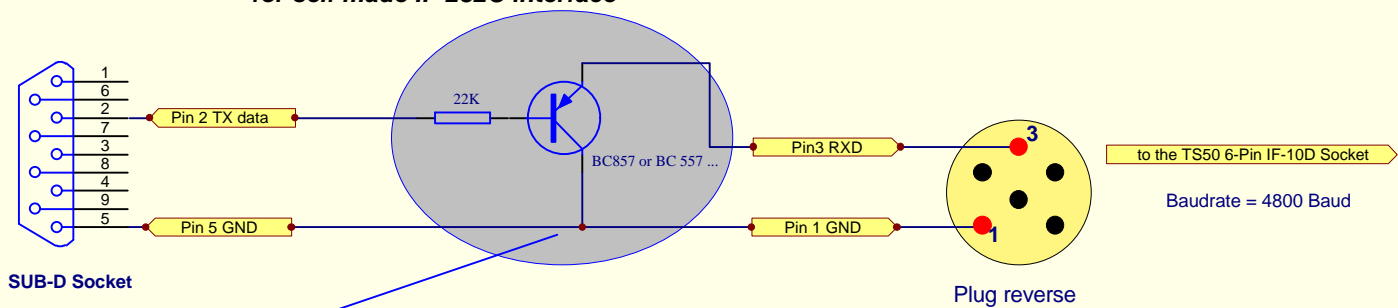 1
6
2
7
3
8
4
9
5
Pin 2 TX data
Pin 5 GND
SUB-D Socket
22K
BC857 or BC 557 ...
Pin3 RXD
Pin 1 GND
3
1
Plug reverse
to the TS50 6-Pin IF-10D Socket
Baudrate = 4800 Baud